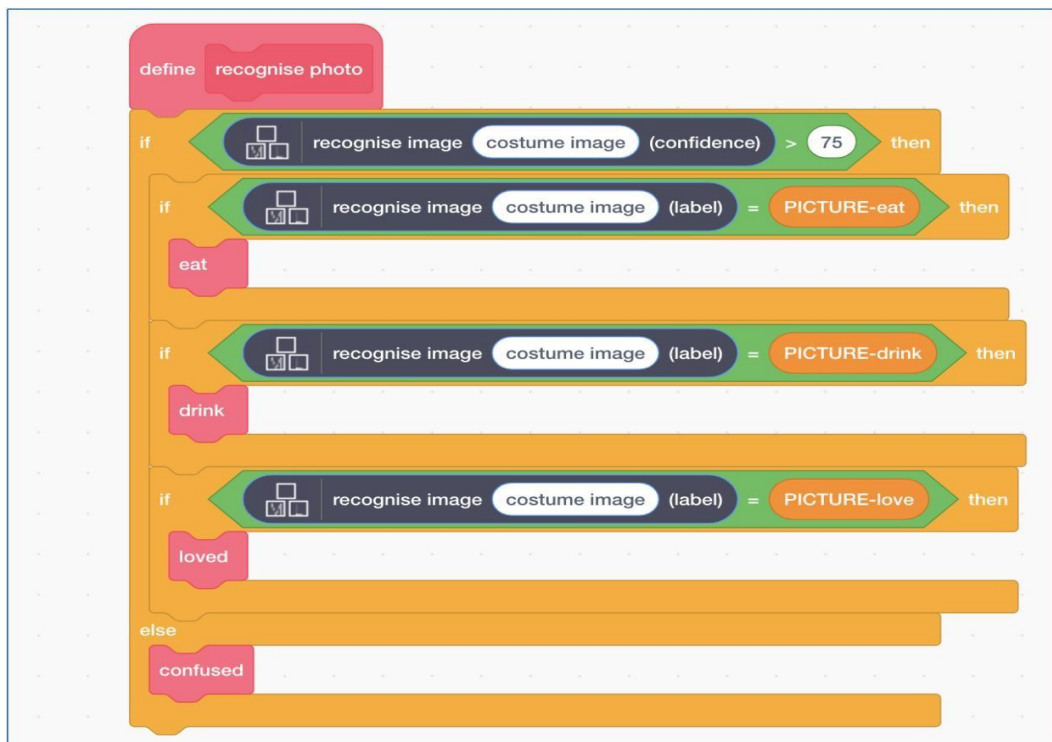 define recognise photo
if recognise image costume image (confidence) > 75 then
if recognise image costume image (label) = PICTURE-eat then
eat
if recognise image costume image (label) = PICTURE-drink then
drink
if recognise image costume image (label) = PICTURE-love then
loved
else
confused